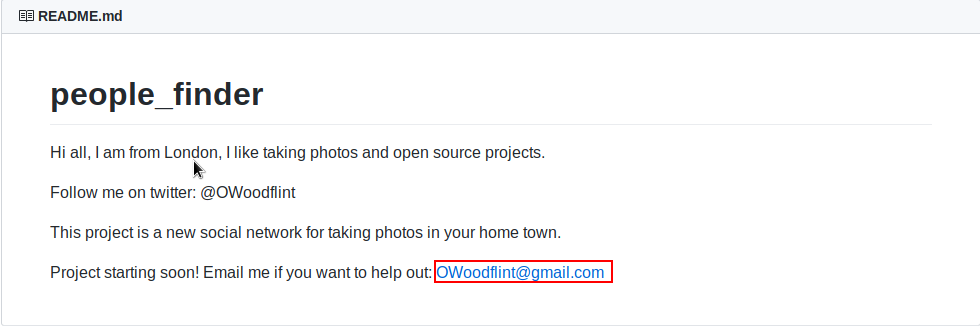 README.md
people_finder
Hi all, I am from London, I like taking photos and open source projects.
Follow me on twitter: @OWoodflint
This project is a new social network for taking photos in your home town.
Project starting soon! Email me if you want to help out: OWoodflint@gmail.com